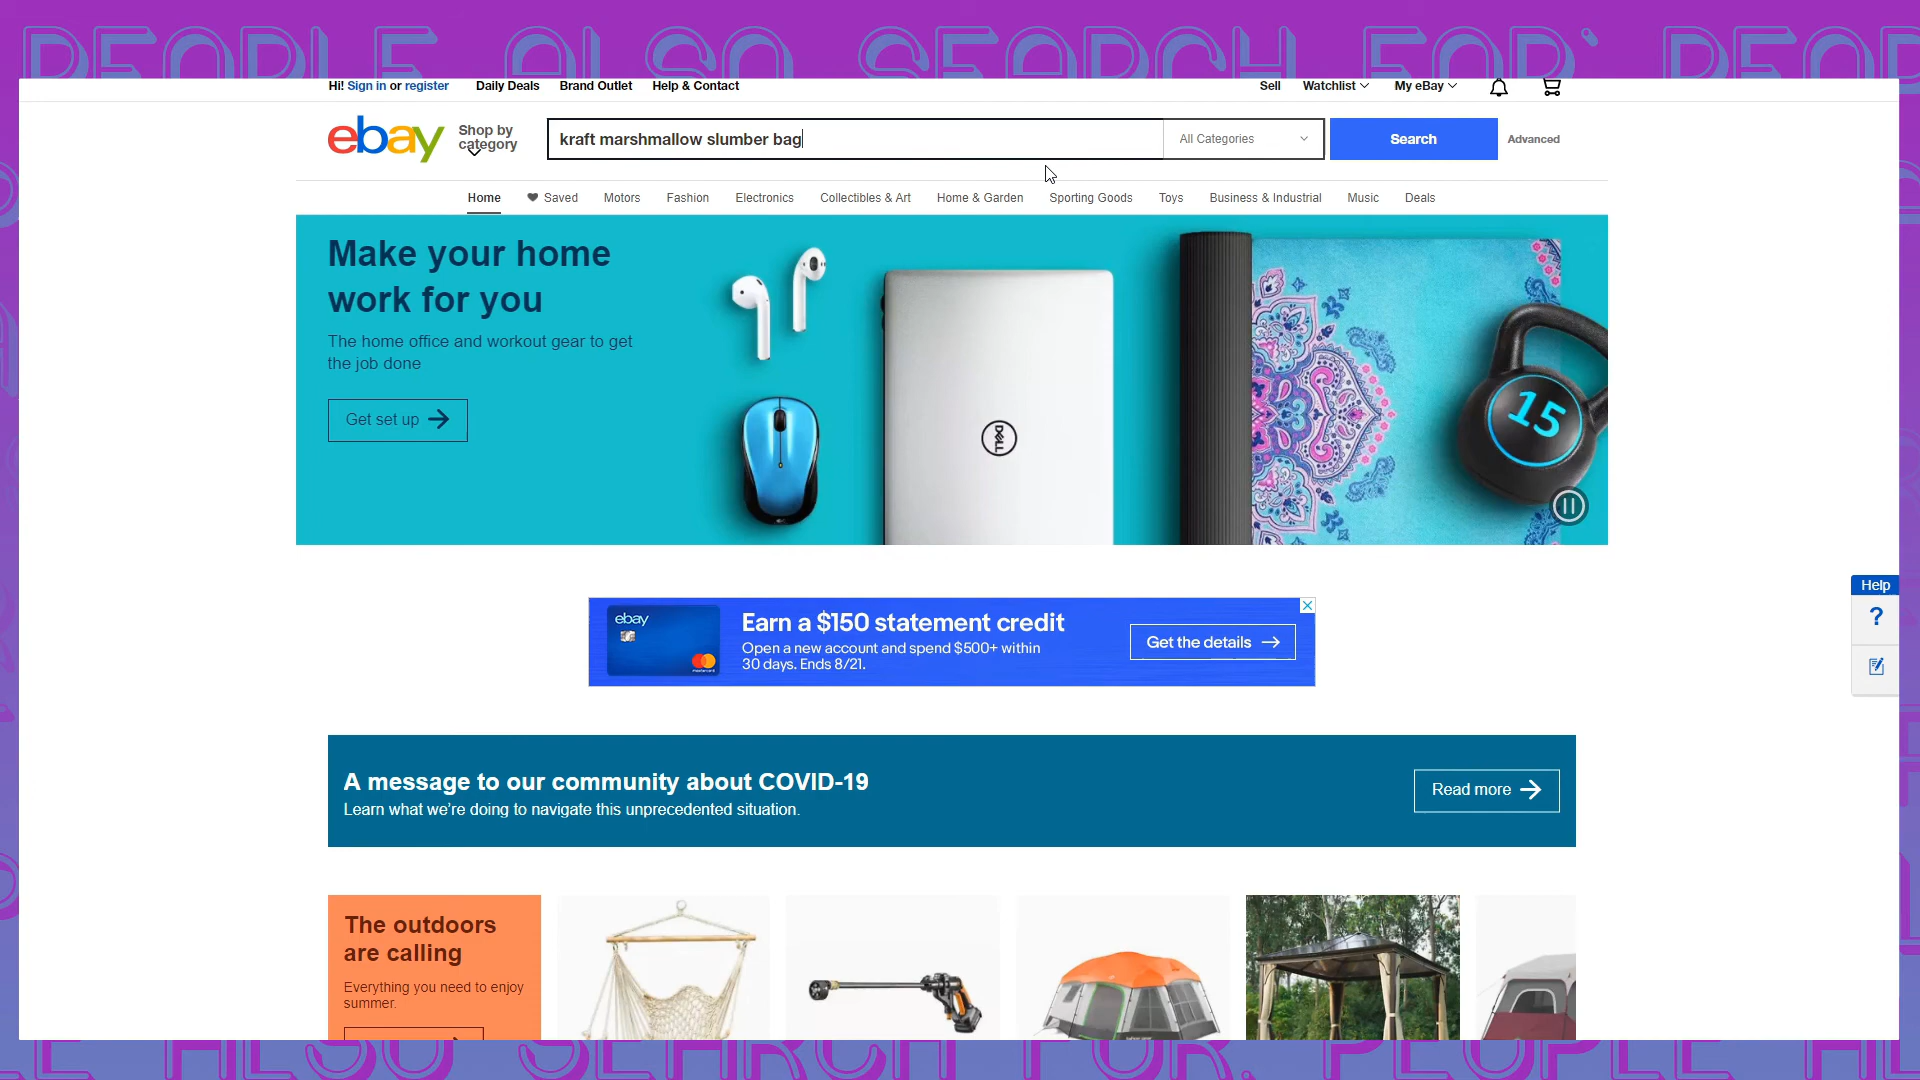 PEOPLE ALSO SEARCH FOR: PEOP
Hi! Sign in or register Daily Deals Brand Outlet Help & Contact Sell Watchlist My eBay
ebay Shop by category kraft marshmallow slumber bag All Categories Search Advanced
Home Saved Motors Fashion Electronics Collectibles & Art Home & Garden Sporting Goods Toys Business & Industrial Music Deals
Make your home
work for you
The home office and workout gear to get
the job done
Get set up
DELL
15
Help
?
ebay
mastercard
Earn a $150 statement credit
Open a new account and spend $500+ within
30 days. Ends 8/21.
Get the details
A message to our community about COVID-19
Learn what we're doing to navigate this unprecedented situation.
Read more
The outdoors
are calling
Everything you need to enjoy
summer.
LE ALSO SEARCH FOR: PEOPLE AL